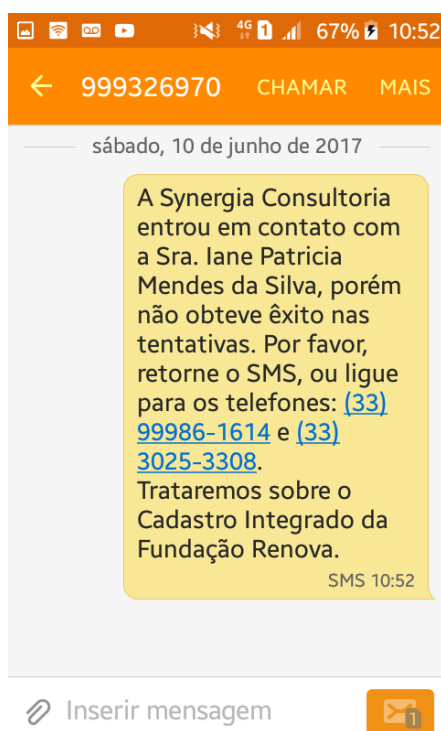 4G 1 67% 10:52
999326970 CHAMAR MAIS
sábado, 10 de junho de 2017
A Synergia Consultoria
entrou em contato com
a Sra. Iane Patricia
Mendes da Silva, porém
não obteve êxito nas
tentativas. Por favor,
retorne o SMS, ou ligue
para os telefones: (33)
99986-1614 e (33)
3025-3308.
Trataremos sobre o
Cadastro Integrado da
Fundação Renova.
SMS 10:52
Inserir mensagem
1